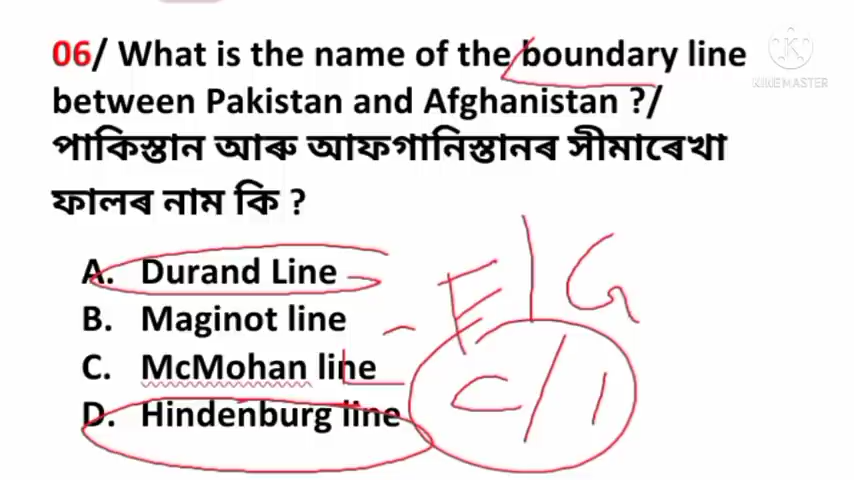 06/ What is the name of the boundary line
between Pakistan and Afghanistan ?/
পাকিস্তান আৰু আফগানিস্তানৰ সীমাৰেখা
ফালৰ নাম কি ?
A. Durand Line
B. Maginot line
C. McMohan line
D. Hindenburg line
F/G
C/I
KINEMASTER